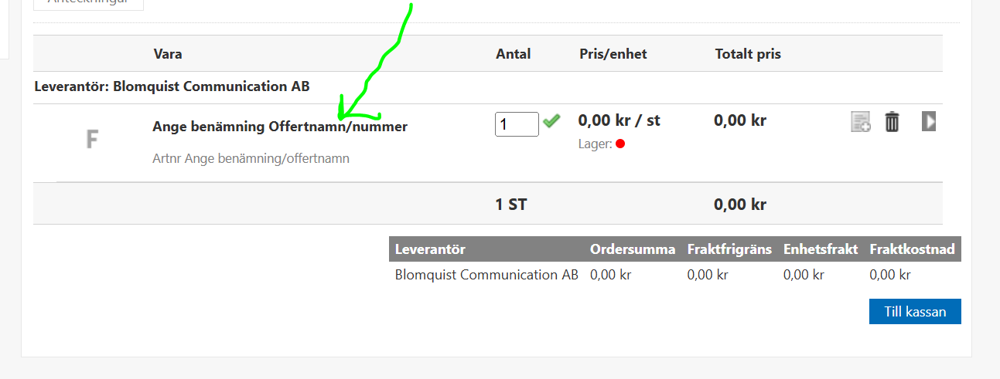 Anteckningar
Vara Antal Pris/enhet Totalt pris
Leverantör: Blomquist Communication AB
F
Ange benämning Offertnamn/nummer 1 0,00 kr / st 0,00 kr
Lager:
Artnr Ange benämning/offertnamn
1 ST 0,00 kr
Leverantör Ordersumma Fraktfrigräns Enhetsfrakt Fraktkostnad
Blomquist Communication AB 0,00 kr 0,00 kr 0,00 kr 0,00 kr
Till kassan